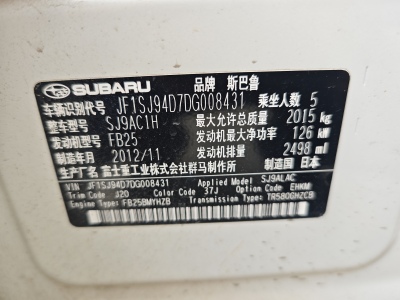 SUBARU 品牌 斯巴鲁
车辆识别代号 JF1SJ94D7DG008431 乘坐人数 5
整车型号 SJ9AC1H 最大允许总质量 2015kg
发动机型号 FB25 发动机最大净功率 126 kw
2012/11 发动机排量 2498 ml
制造年月
富士重工业株式会社群马制作所 日本
VIN JF1SJ94D7DG008431 Applied Model SJ9ALAC
Trim Code J20 Color Code 37J Option Code EHKM
Engine Type FB25BMYHZB Transmission Type TR580GHZCB